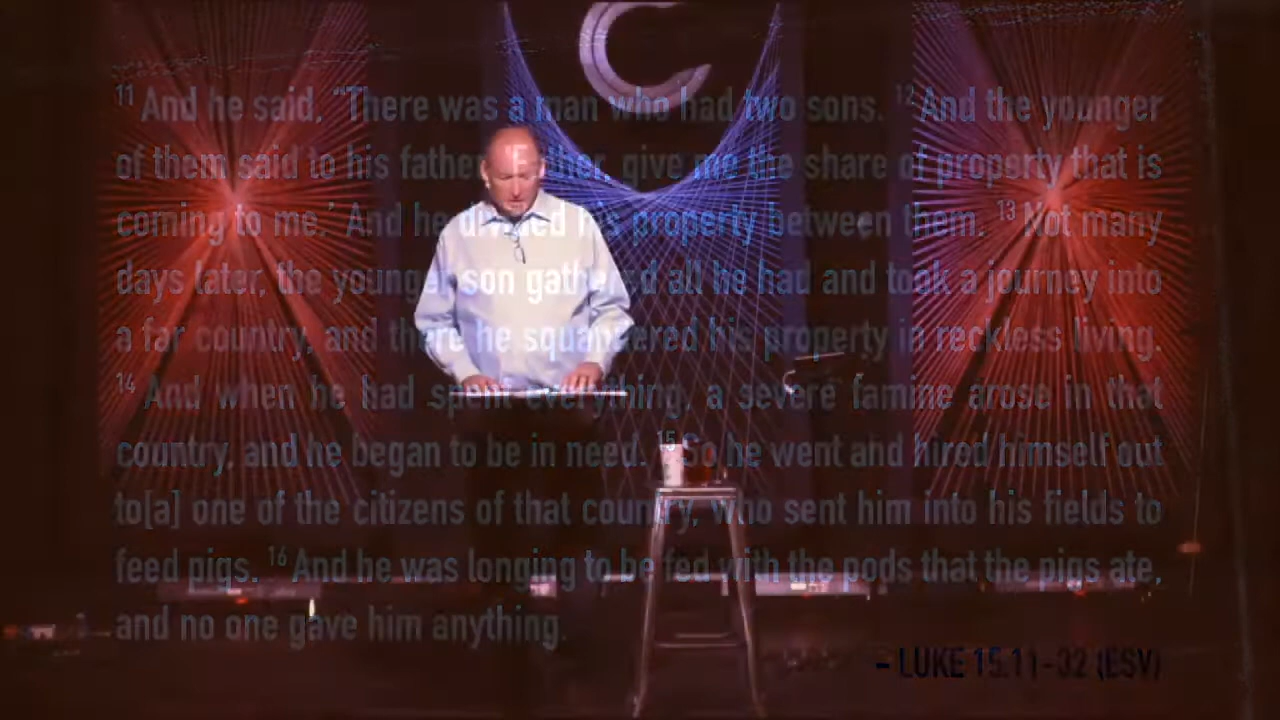 ¹¹ And he said, “There was a man who had two sons. ¹² And the younger
of them said to his father, ‘Father, give me the share of property that is
coming to me.’ And he divided his property between them. ¹³ Not many
days later, the younger son gathered all he had and took a journey into
a far country, and there he squandered his property in reckless living.
¹⁴ And when he had spent everything, a severe famine arose in that
country, and he began to be in need. ¹⁵ So he went and hired himself out
to[a] one of the citizens of that country, who sent him into his fields to
feed pigs. ¹⁶ And he was longing to be fed with the pods that the pigs ate,
and no one gave him anything.
- LUKE 15.11-32 (ESV)